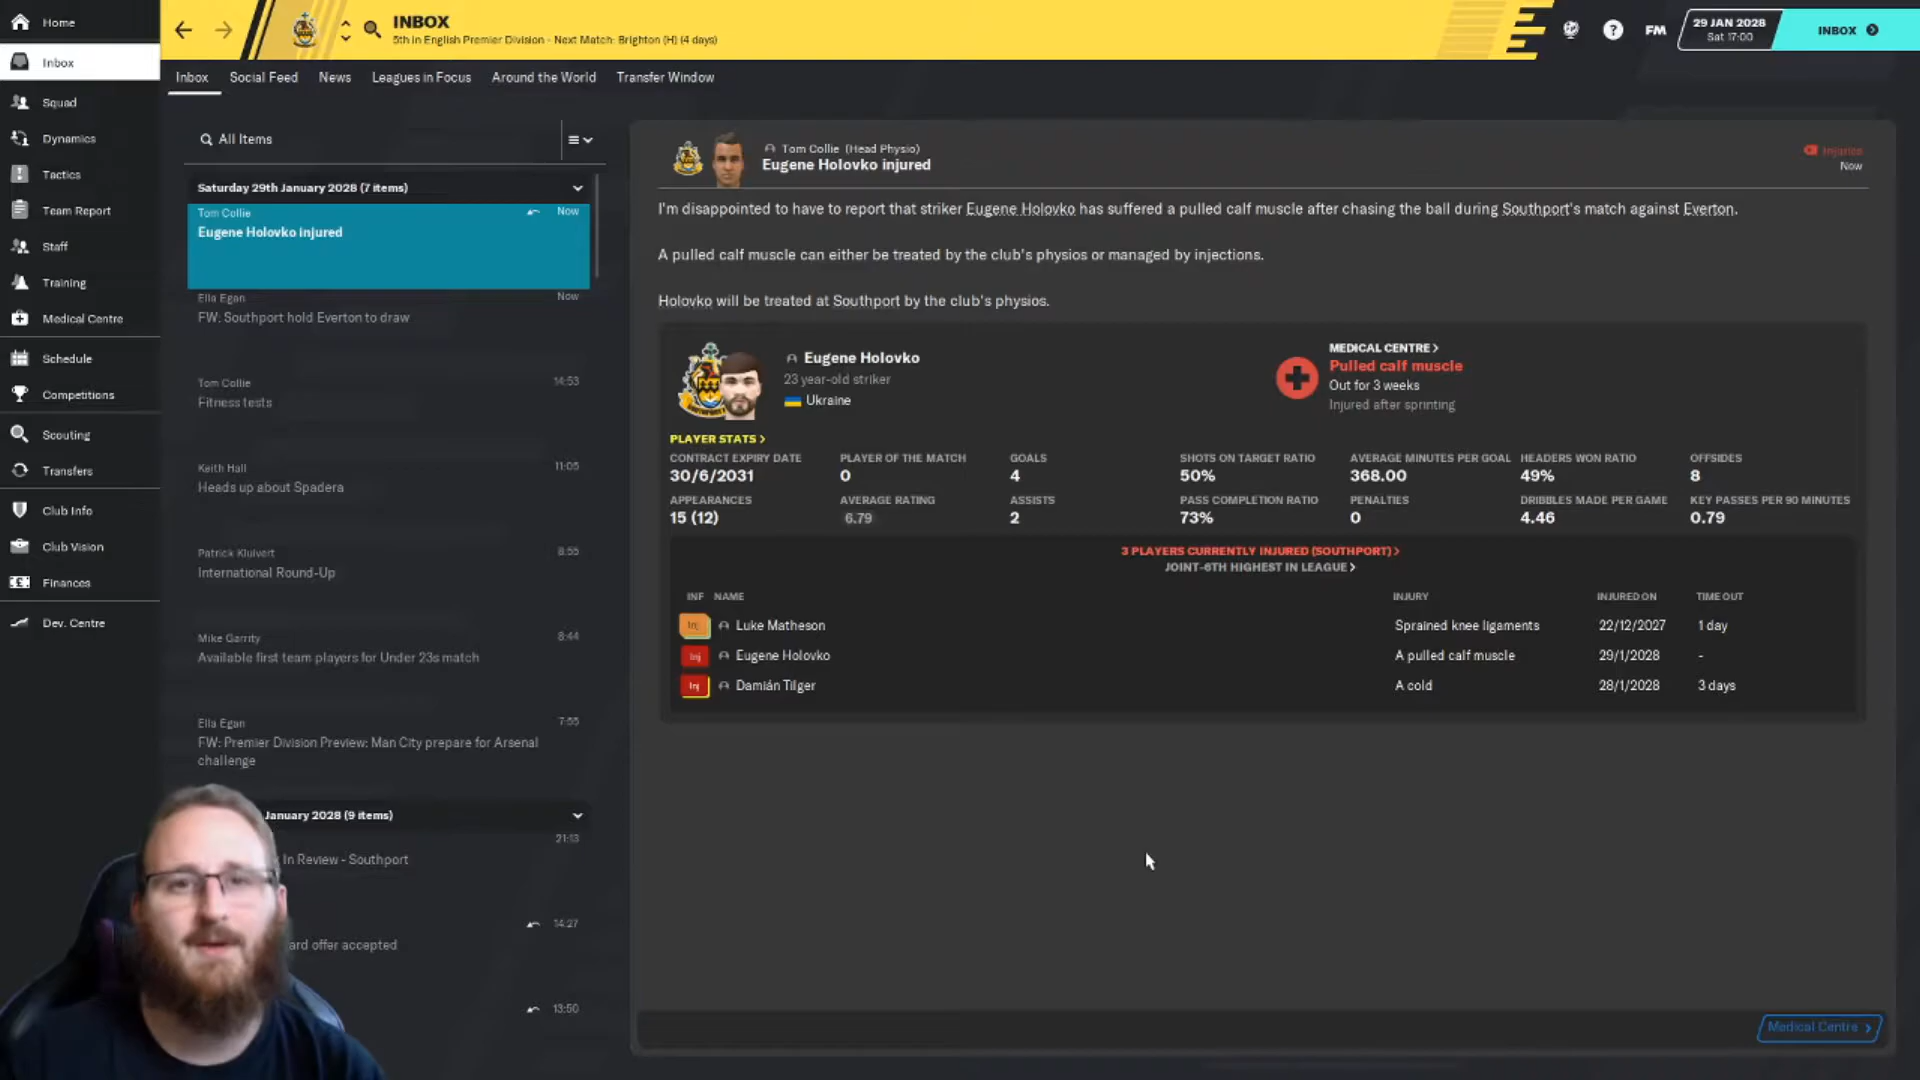 Home
Inbox
Squad
Dynamics
Tactics
Team Report
Staff
Training
Medical Centre
Schedule
Competitions
Scouting
Transfers
Club Info
Club Vision
Finances
Dev. Centre
INBOX
5th in English Premier Division - Next Match: Brighton (H) (4 days)
FM
29 JAN 2028
Sat 17:00
INBOX
Inbox
Social Feed
News
Leagues in Focus
Around the World
Transfer Window
All Items
Saturday 29th January 2028 (7 items)
Tom Collie Now
Eugene Holovko injured
Ella Egan Now
FW: Southport hold Everton to draw
Tom Collie 14:53
Fitness tests
Keith Hall 11:05
Heads up about Spadera
Patrick Kluivert 8:55
International Round-Up
Mike Garrity 8:44
Available first team players for Under 23s match
Ella Egan 7:55
FW: Premier Division Preview: Man City prepare for Arsenal
challenge
January 2028 (9 items)
21:13
In Review - Southport
14:27
ard offer accepted
13:50
Tom Collie (Head Physio)
Eugene Holovko injured
Injuries
Now
I'm disappointed to have to report that striker Eugene Holovko has suffered a pulled calf muscle after chasing the ball during Southport's match against Everton.
A pulled calf muscle can either be treated by the club's physios or managed by injections.
Holovko will be treated at Southport by the club's physios.
Eugene Holovko
23 year-old striker
Ukraine
MEDICAL CENTRE >
Pulled calf muscle
Out for 3 weeks
Injured after sprinting
PLAYER STATS >
CONTRACT EXPIRY DATE PLAYER OF THE MATCH GOALS SHOTS ON TARGET RATIO AVERAGE MINUTES PER GOAL HEADERS WON RATIO OFFSIDES
30/6/2031 0 4 50% 368.00 49% 8
APPEARANCES AVERAGE RATING ASSISTS PASS COMPLETION RATIO PENALTIES DRIBBLES MADE PER GAME KEY PASSES PER 90 MINUTES
15 (12) 6.79 2 73% 0 4.46 0.79
3 PLAYERS CURRENTLY INJURED (SOUTHPORT) >
JOINT-6TH HIGHEST IN LEAGUE >
INF NAME INJURY INJURED ON TIME OUT
Inj Luke Matheson Sprained knee ligaments 22/12/2027 1 day
Inj Eugene Holovko A pulled calf muscle 29/1/2028 -
Inj Damián Tilger A cold 28/1/2028 3 days
Medical Centre >